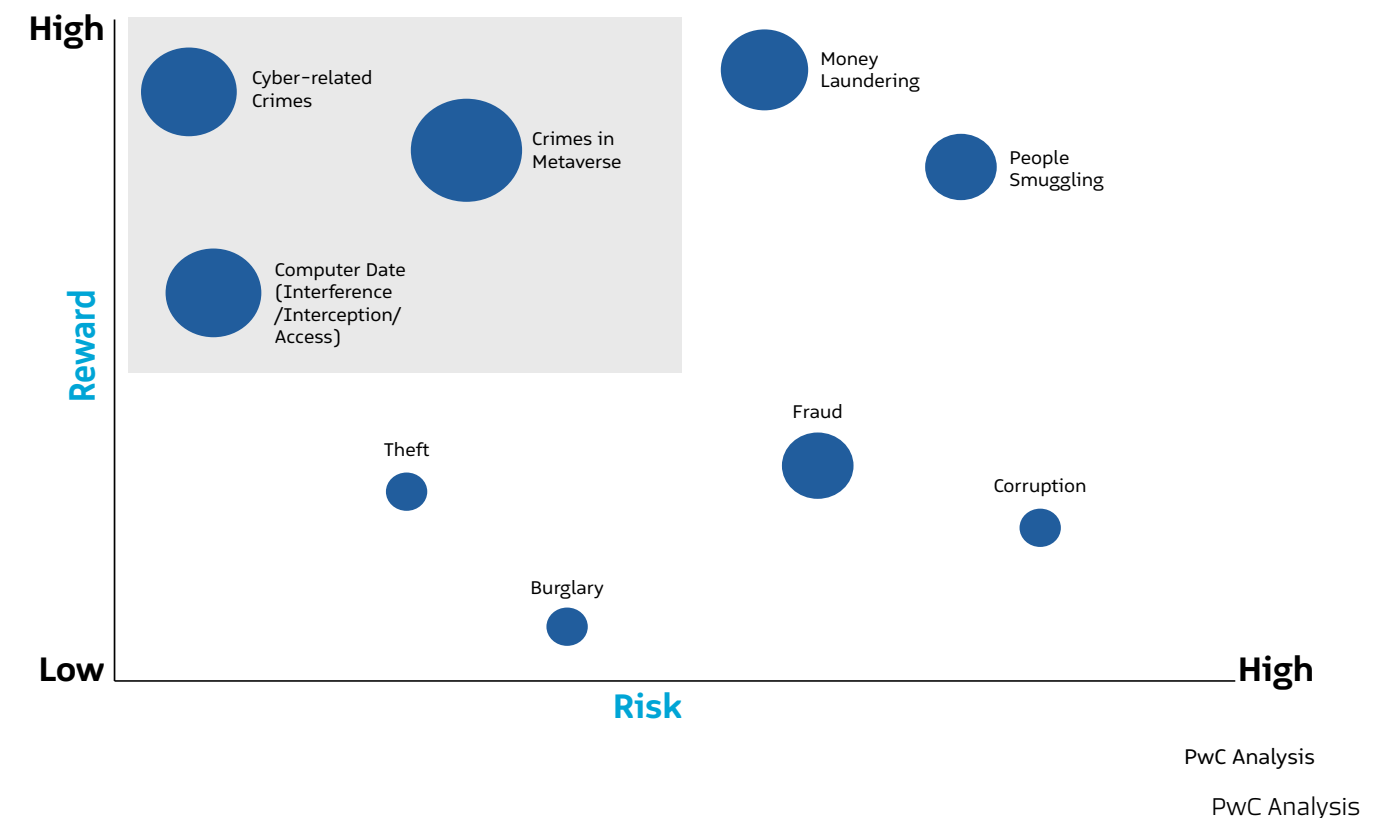 High
Cyber-related
Crimes
Crimes in
Metaverse
Money
Laundering
People
Smuggling
Computer Date
(Interference
/Interception/
Access)
Reward
Theft
Fraud
Corruption
Burglary
Low
High
Risk
PwC Analysis
PwC Analysis